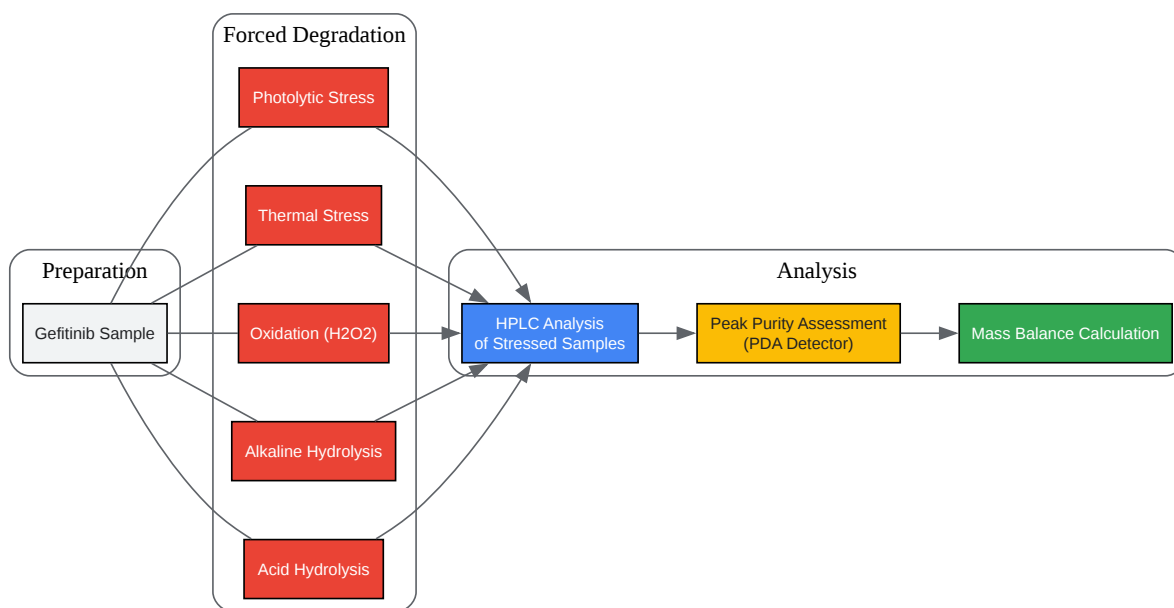 Forced Degradation
Photolytic Stress
Thermal Stress
Preparation
Analysis
Gefitinib Sample
Oxidation (H2O2)
HPLC Analysis
of Stressed Samples
Peak Purity Assessment
(PDA Detector)
Mass Balance Calculation
Alkaline Hydrolysis
Acid Hydrolysis